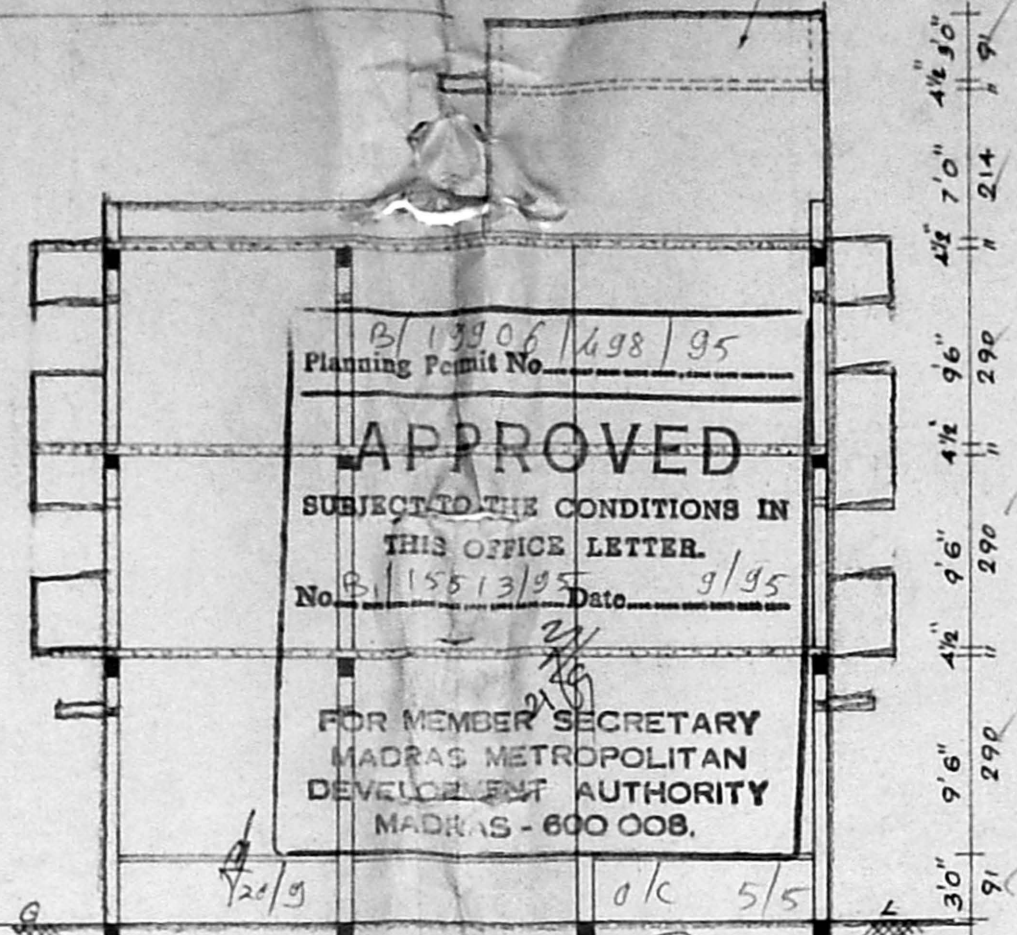 B/19906/498/95
Planning Permit No
APPROVED
SUBJECT TO THE CONDITIONS IN
THIS OFFICE LETTER.
No. B1/15513/95 Date 9/95
FOR MEMBER SECRETARY
MADRAS METROPOLITAN
DEVELOPMENT AUTHORITY
MADRAS - 600 008.
20/9
O/C 5/5
G
L
3'0" 91
4½" "
7'0" 214
4½" "
9'6" 290
4½" "
9'6" 290
4½" "
9'6" 290
3'0" 91